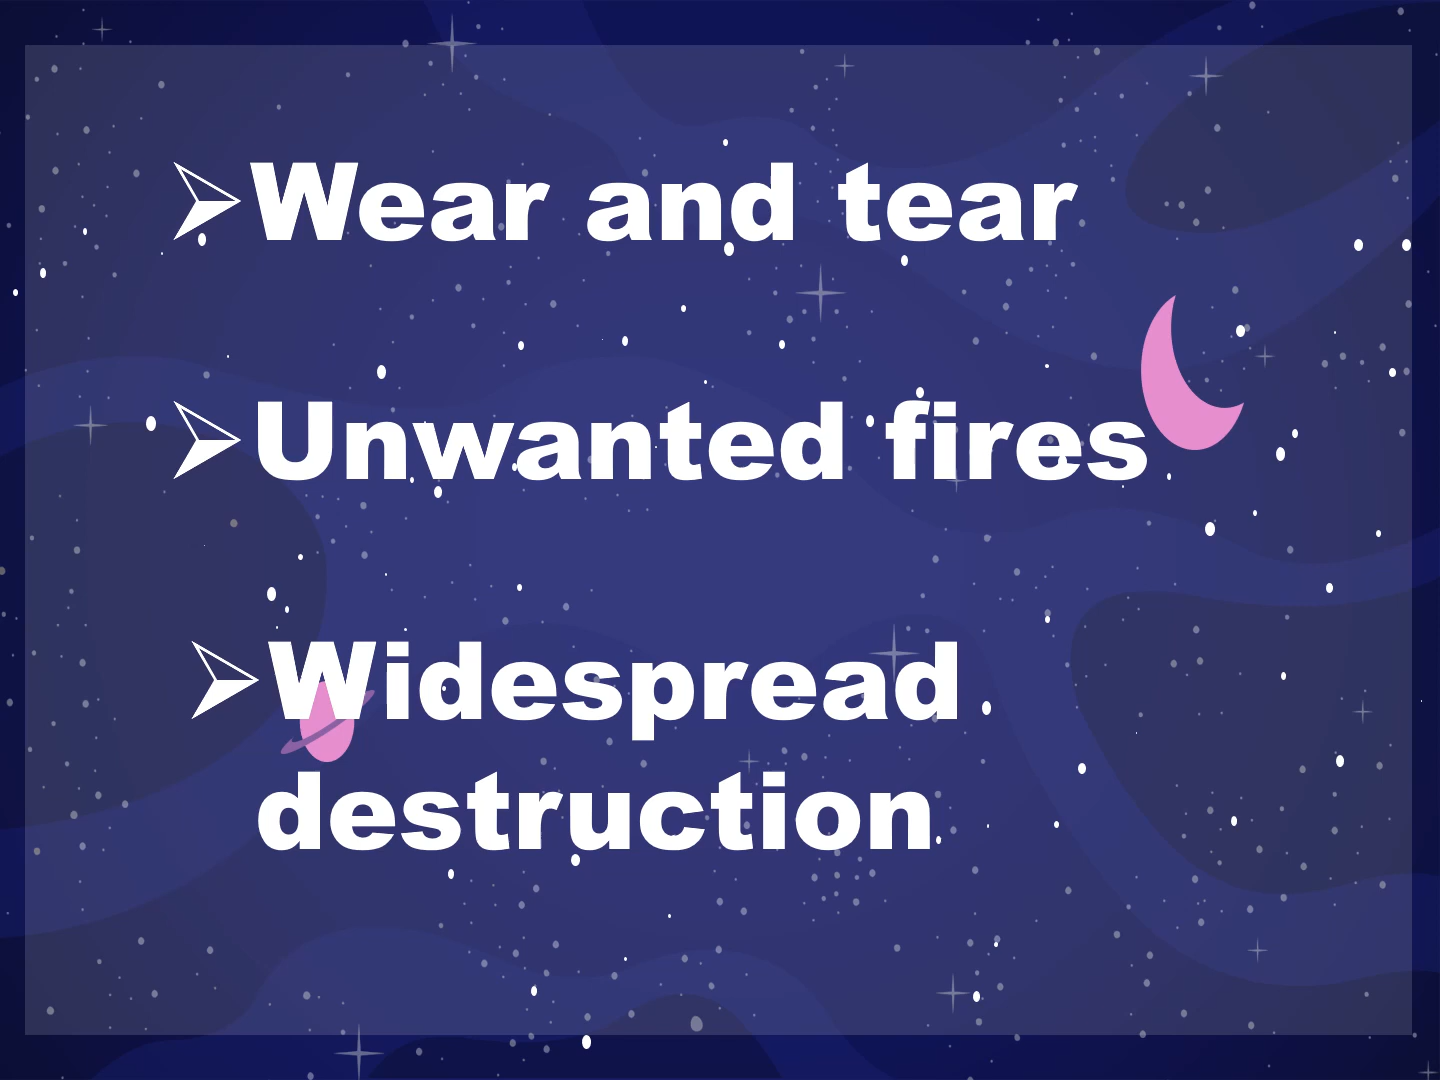 ➢Wear and tear
➢Unwanted fires
➢Widespread
destruction